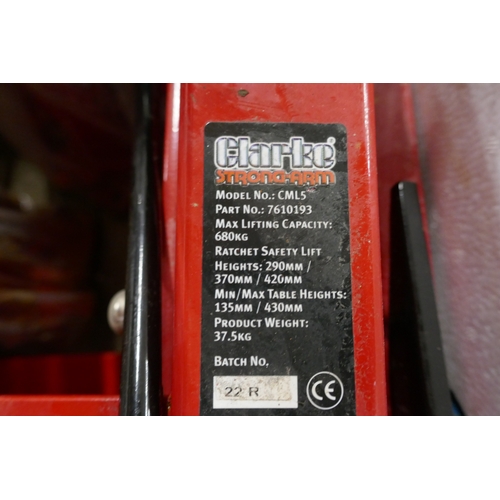 Clarke
STRONG-ARM
MODEL NO.: CML5
PART NO.: 7610193
MAX LIFTING CAPACITY:
680KG
RATCHET SAFETY LIFT
HEIGHTS: 290MM /
370MM / 420MM
MIN/MAX TABLE HEIGHTS:
135MM / 430MM
PRODUCT WEIGHT:
37.5KG
BATCH NO.
22 R
CE